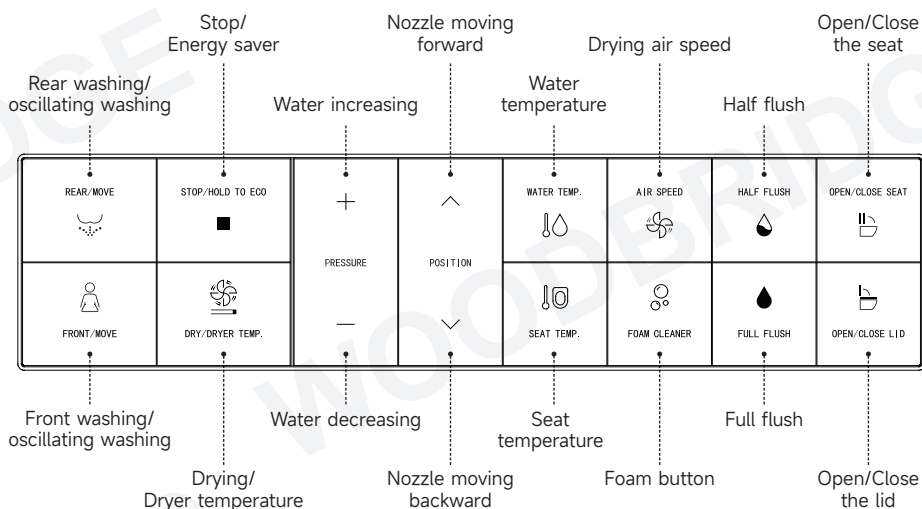 Stop/
Energy saver
Nozzle moving
forward
Drying air speed
Open/Close
the seat
Rear washing/
oscillating washing
Water increasing
Water
temperature
Half flush
REAR/MOVE
STOP/HOLD TO ECO
+
WATER TEMP.
AIR SPEED
HALF FLUSH
OPEN/CLOSE SEAT
PRESSURE
POSITION
−
FRONT/MOVE
DRY/DRYER TEMP.
SEAT TEMP.
FOAM CLEANER
FULL FLUSH
OPEN/CLOSE LID
Front washing/
oscillating washing
Water decreasing
Seat
temperature
Full flush
Drying/
Dryer temperature
Nozzle moving
backward
Foam button
Open/Close
the lid
WOODBRIDG
WOODBRIDG
DGE